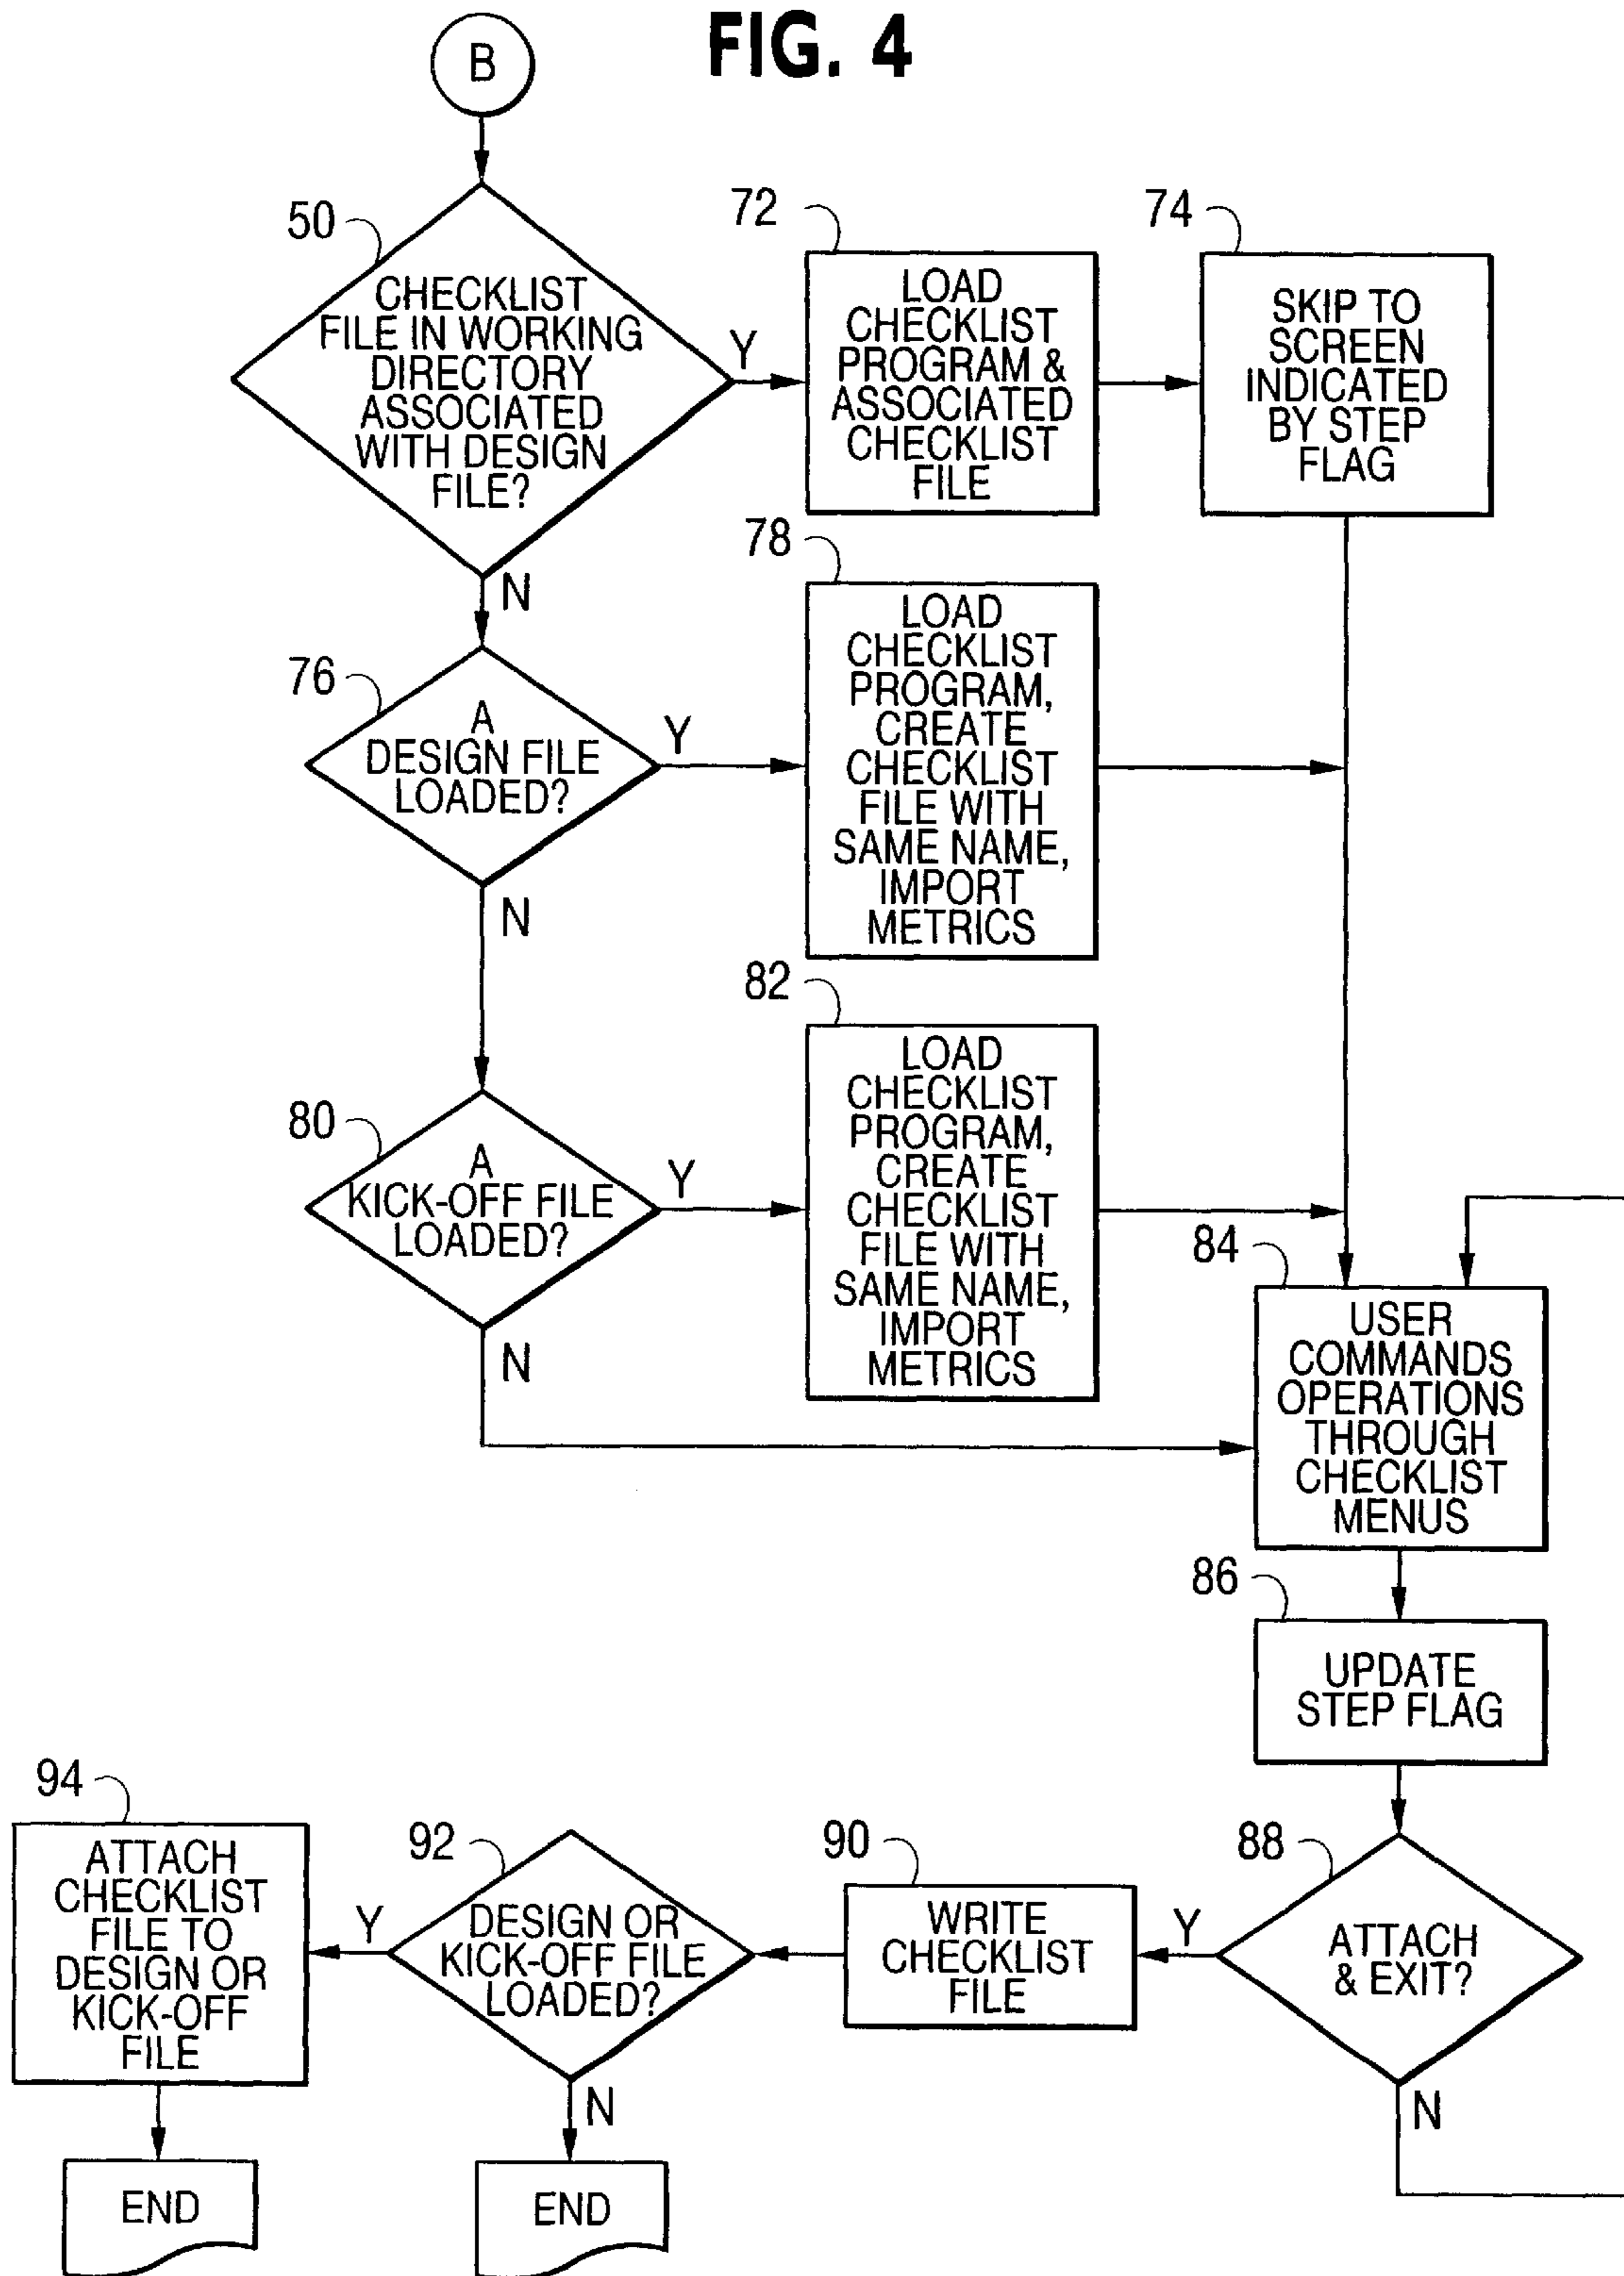 FIG. 4
B
50
CHECKLIST
FILE IN WORKING
DIRECTORY
ASSOCIATED
WITH DESIGN
FILE?
Y
N
72
LOAD
CHECKLIST
PROGRAM &
ASSOCIATED
CHECKLIST
FILE
74
SKIP TO
SCREEN
INDICATED
BY STEP
FLAG
76
A
DESIGN FILE
LOADED?
Y
N
78
LOAD
CHECKLIST
PROGRAM,
CREATE
CHECKLIST
FILE WITH
SAME NAME,
IMPORT
METRICS
80
A
KICK-OFF FILE
LOADED?
Y
N
82
LOAD
CHECKLIST
PROGRAM,
CREATE
CHECKLIST
FILE WITH
SAME NAME,
IMPORT
METRICS
84
USER
COMMANDS
OPERATIONS
THROUGH
CHECKLIST
MENUS
86
UPDATE
STEP FLAG
88
ATTACH
& EXIT?
Y
N
90
WRITE
CHECKLIST
FILE
92
DESIGN OR
KICK-OFF FILE
LOADED?
Y
N
94
ATTACH
CHECKLIST
FILE TO
DESIGN OR
KICK-OFF
FILE
END
END